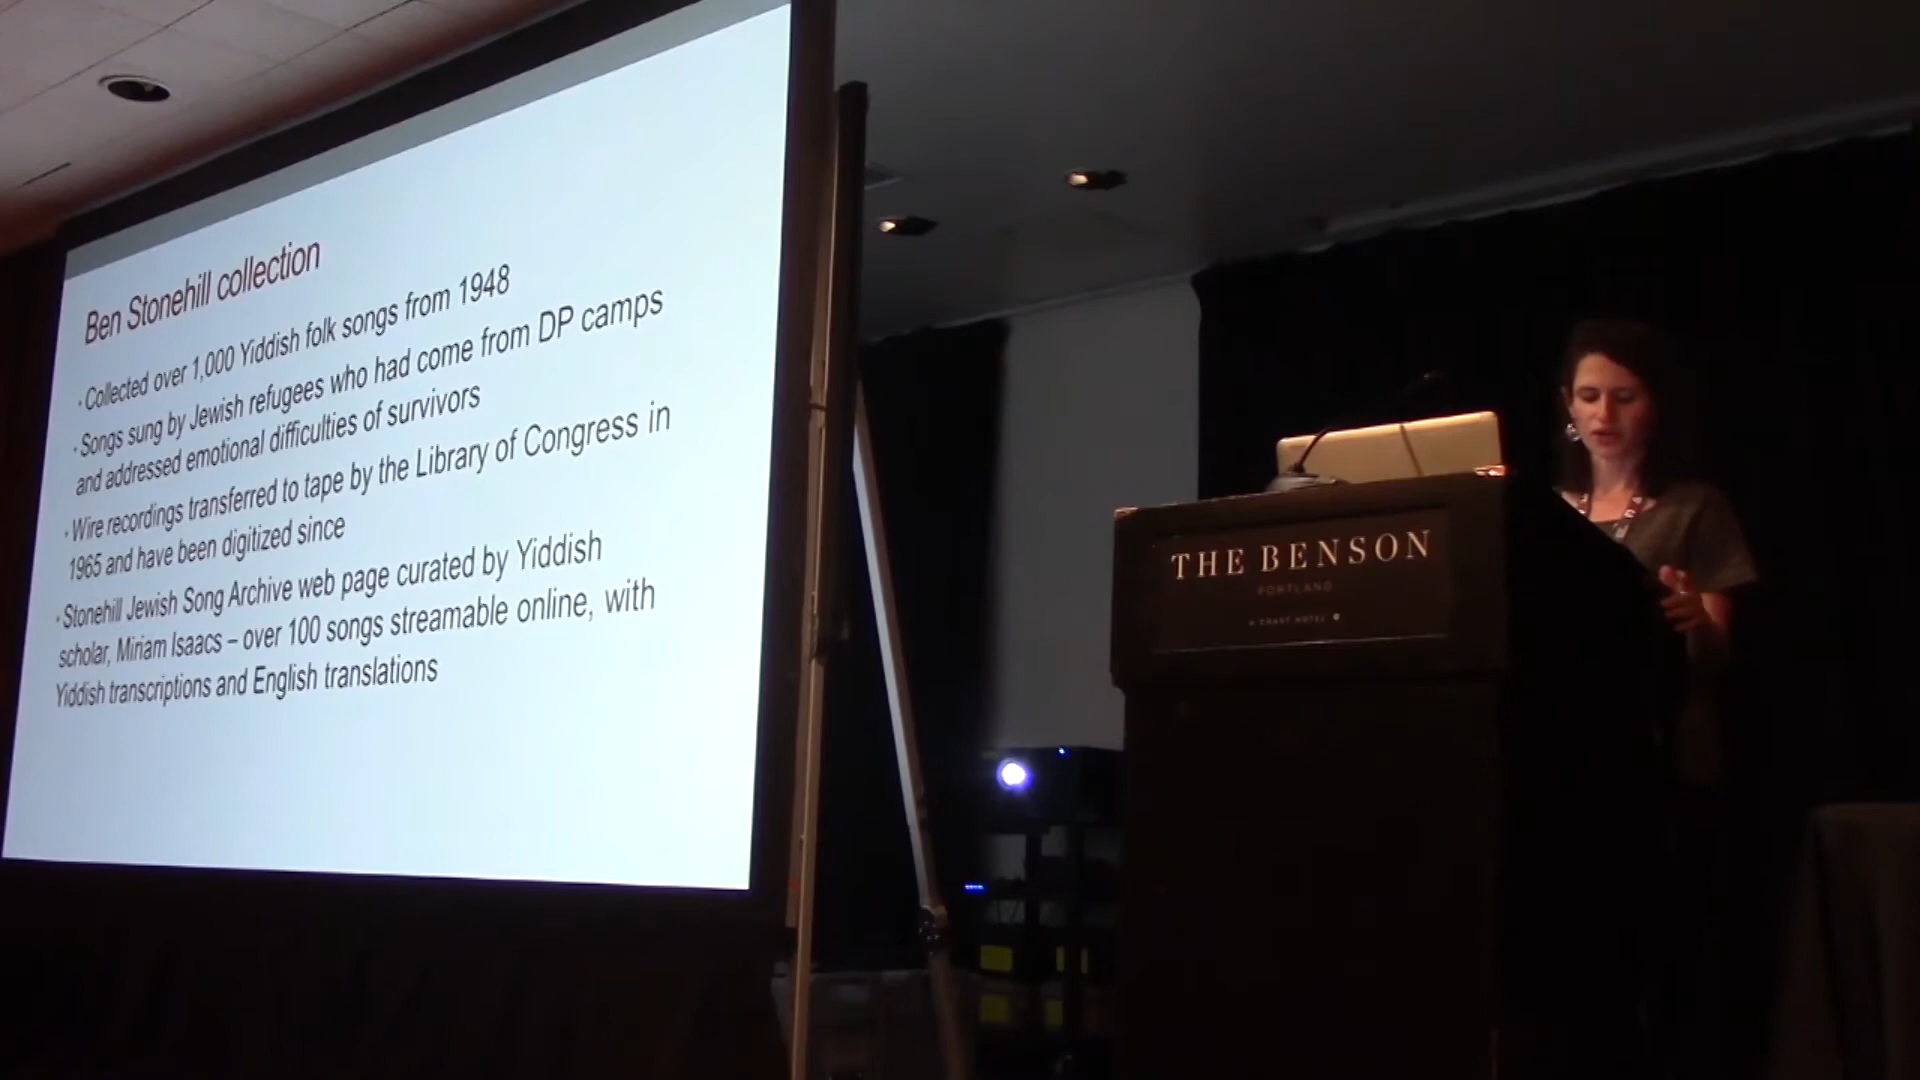 Ben Stonehill collection
· Collected over 1,000 Yiddish folk songs from 1948
· Songs sung by Jewish refugees who had come from DP camps
and addressed emotional difficulties of survivors
· Wire recordings transferred to tape by the Library of Congress in
1965 and have been digitized since
· Stonehill Jewish Song Archive web page curated by Yiddish
scholar, Miriam Isaacs – over 100 songs streamable online, with
Yiddish transcriptions and English translations
THE BENSON
PORTLAND
A COAST HOTEL